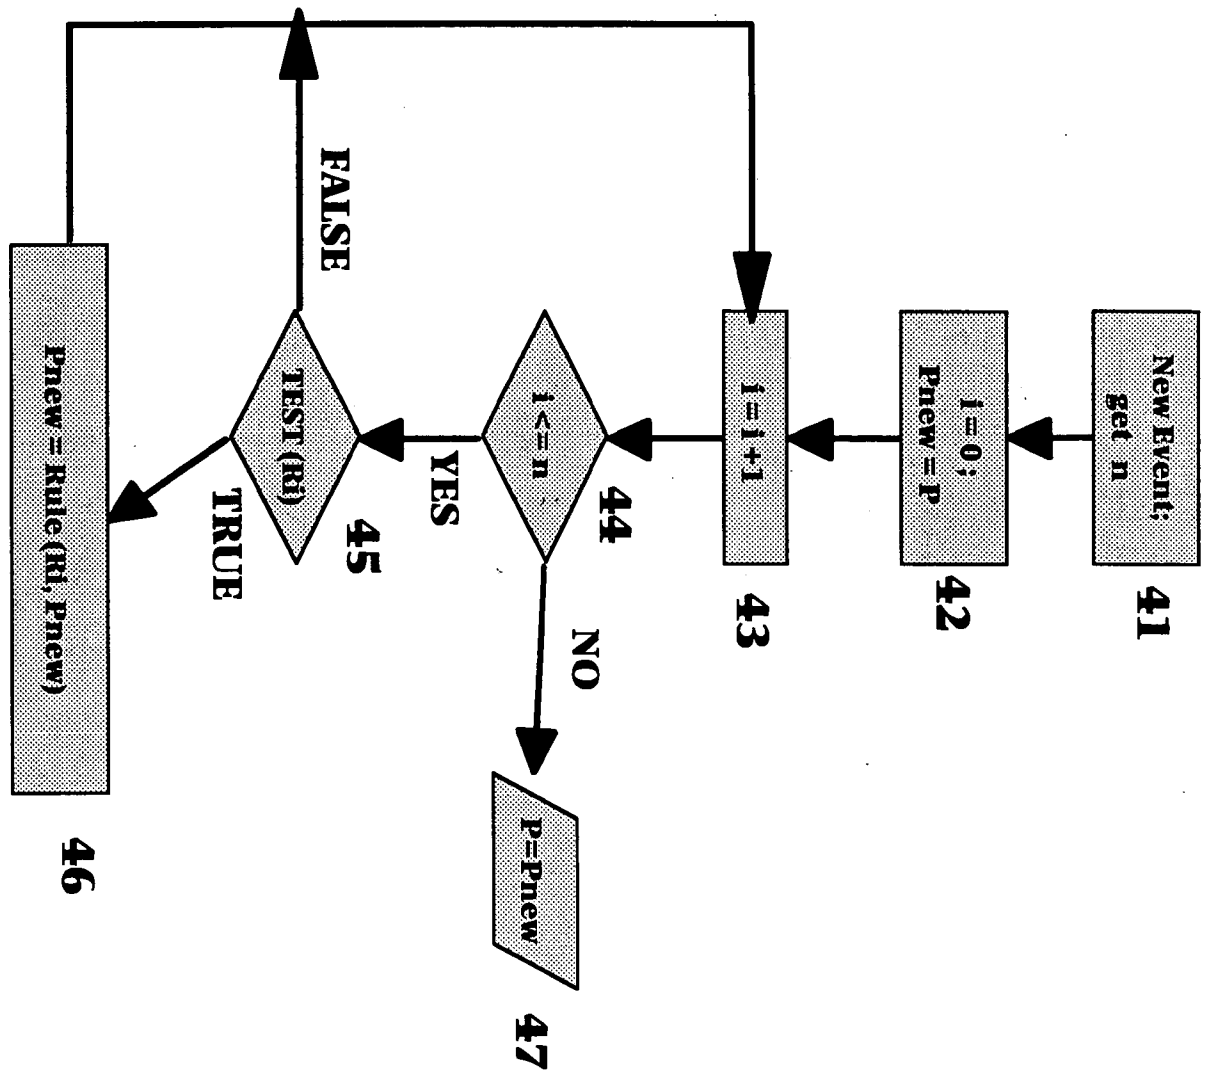 New Event;
get n
41
i = 0;
Pnew = P
42
i = i+1
43
i <= n
44
YES
NO
TEST (Ri)
45
FALSE
TRUE
Pnew = Rule (Ri, Pnew)
46
P=Pnew
47